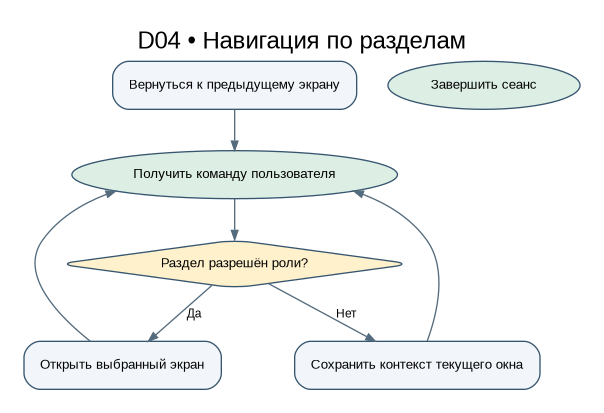 D04 • Навигация по разделам
Вернуться к предыдущему экрану
Завершить сеанс
Получить команду пользователя
Раздел разрешён роли?
Да
Нет
Открыть выбранный экран
Сохранить контекст текущего окна